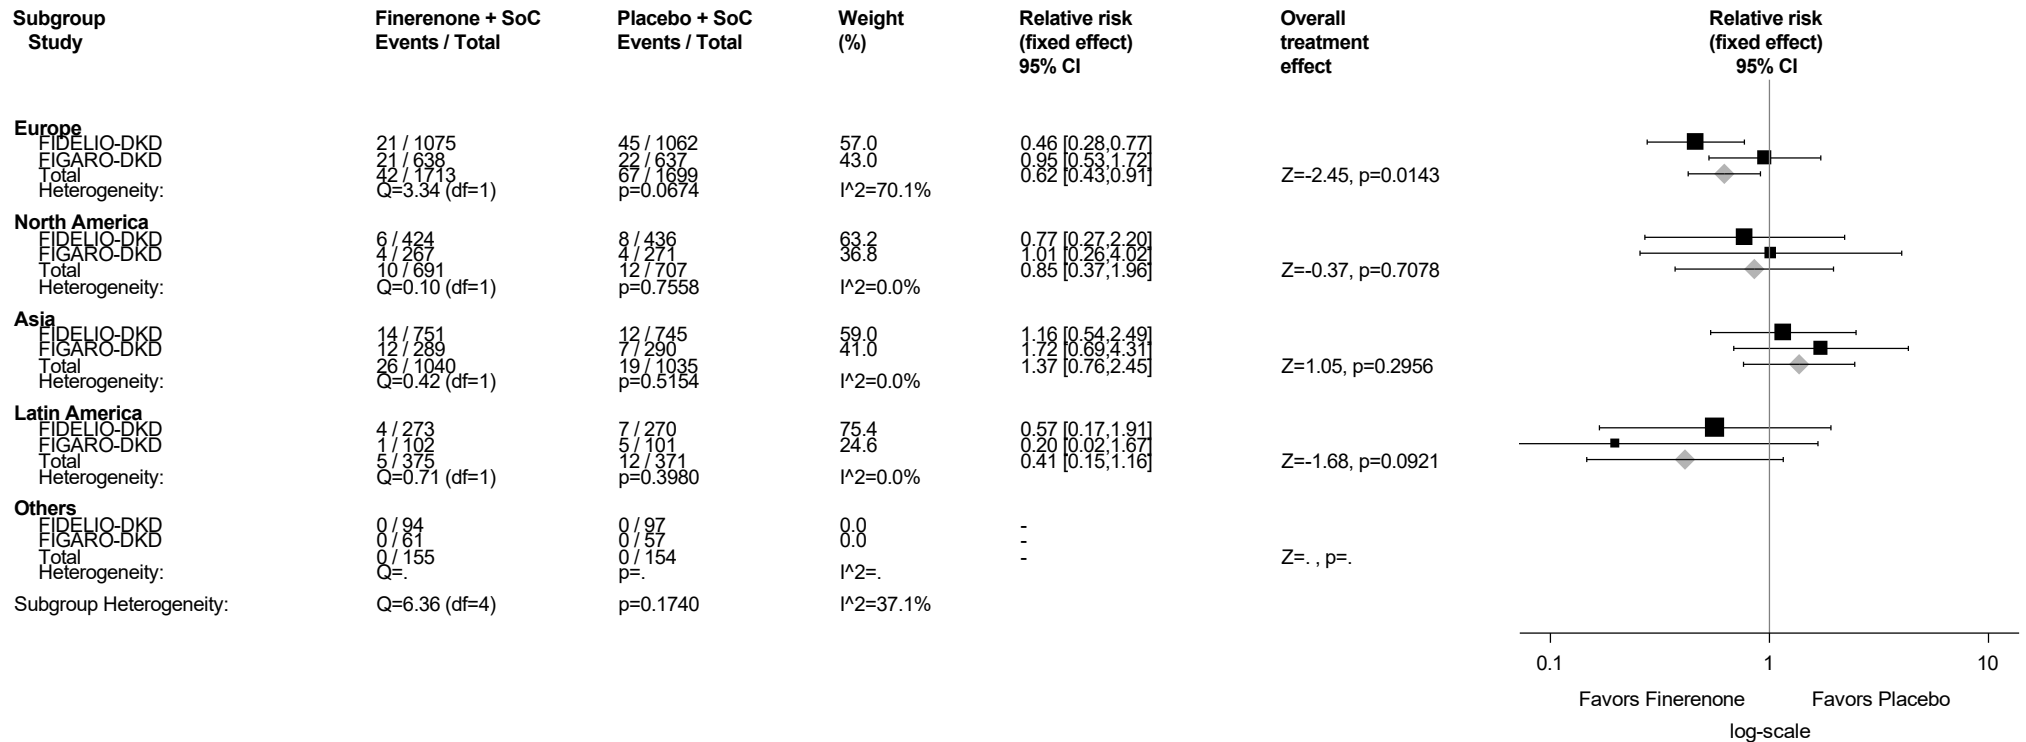 Subgroup Finerenone + SoC Placebo + SoC Weight Relative risk Overall Relative risk
Study Events / Total Events / Total (%) (fixed effect) treatment (fixed effect)
95% CI effect 95% CI
Europe
FIDELIO-DKD 21 / 1075 45 / 1062 57.0 0.46 [0.28,0.77]
FIGARO-DKD 21 / 638 22 / 637 43.0 0.95 [0.53,1.72]
Total 42 / 1713 67 / 1699 0.62 [0.43,0.91] Z=-2.45, p=0.0143
Heterogeneity: Q=3.34 (df=1) p=0.0674 I^2=70.1%
North America
FIDELIO-DKD 6 / 424 8 / 436 63.2 0.77 [0.27,2.20]
FIGARO-DKD 4 / 267 4 / 271 36.8 1.01 [0.26,4.02]
Total 10 / 691 12 / 707 0.85 [0.37,1.96] Z=-0.37, p=0.7078
Heterogeneity: Q=0.10 (df=1) p=0.7558 I^2=0.0%
Asia
FIDELIO-DKD 14 / 751 12 / 745 59.0 1.16 [0.54,2.49]
FIGARO-DKD 12 / 289 7 / 290 41.0 1.72 [0.69,4.31]
Total 26 / 1040 19 / 1035 1.37 [0.76,2.45] Z=1.05, p=0.2956
Heterogeneity: Q=0.42 (df=1) p=0.5154 I^2=0.0%
Latin America
FIDELIO-DKD 4 / 273 7 / 270 75.4 0.57 [0.17,1.91]
FIGARO-DKD 1 / 102 5 / 101 24.6 0.20 [0.02,1.67]
Total 5 / 375 12 / 371 0.41 [0.15,1.16] Z=-1.68, p=0.0921
Heterogeneity: Q=0.71 (df=1) p=0.3980 I^2=0.0%
Others
FIDELIO-DKD 0 / 94 0 / 97 0.0 -
FIGARO-DKD 0 / 61 0 / 57 0.0 -
Total 0 / 155 0 / 154 - Z=. , p=.
Heterogeneity: Q=. p=. I^2=.
Subgroup Heterogeneity: Q=6.36 (df=4) p=0.1740 I^2=37.1%
0.1 1 10
Favors Finerenone Favors Placebo
log-scale